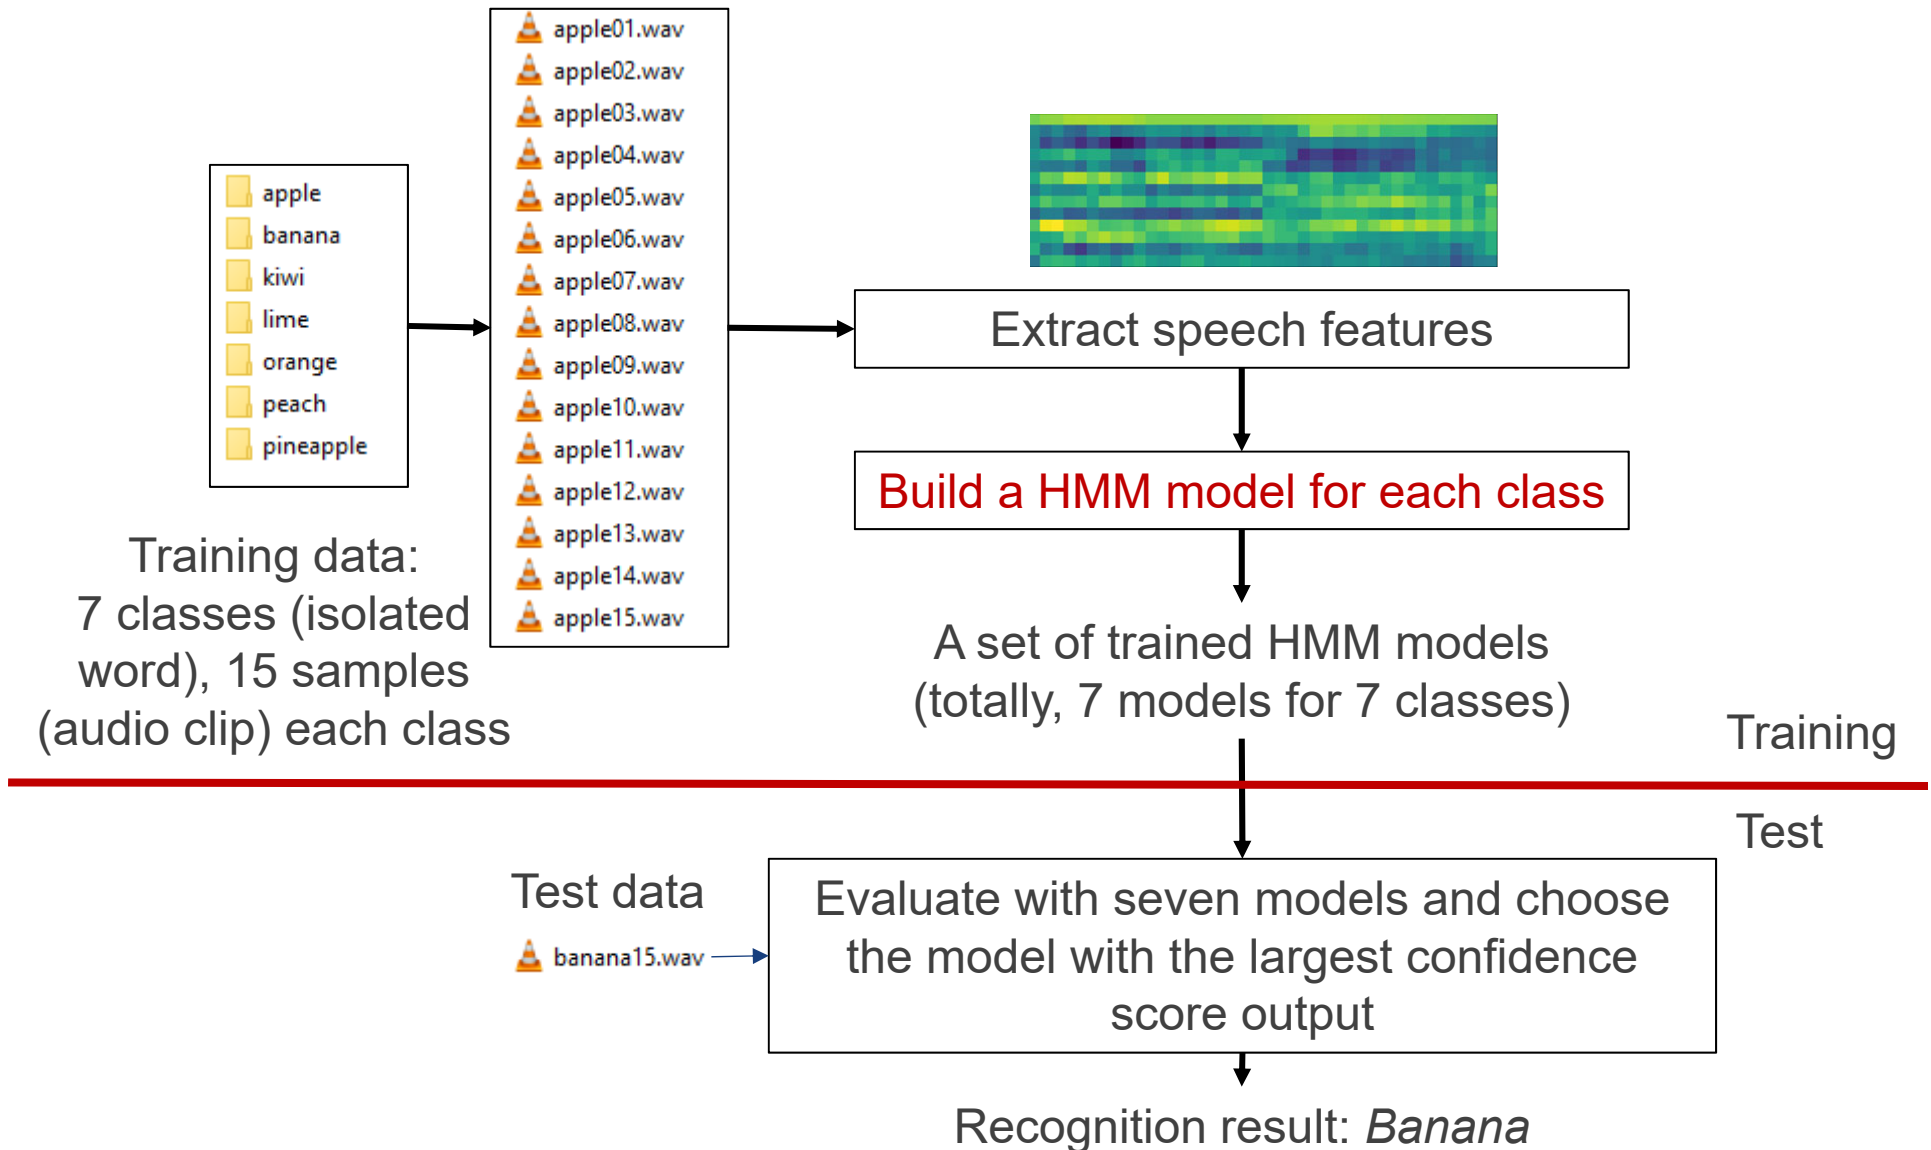 apple
banana
kiwi
lime
orange
peach
pineapple
Training data:
7 classes (isolated
word), 15 samples
(audio clip) each class
apple01.wav
apple02.wav
apple03.wav
apple04.wav
apple05.wav
apple06.wav
apple07.wav
apple08.wav
apple09.wav
apple10.wav
apple11.wav
apple12.wav
apple13.wav
apple14.wav
apple15.wav
Extract speech features
Build a HMM model for each class
A set of trained HMM models
(totally, 7 models for 7 classes)
Training
Test
Test data
banana15.wav
Evaluate with seven models and choose
the model with the largest confidence
score output
Recognition result: Banana